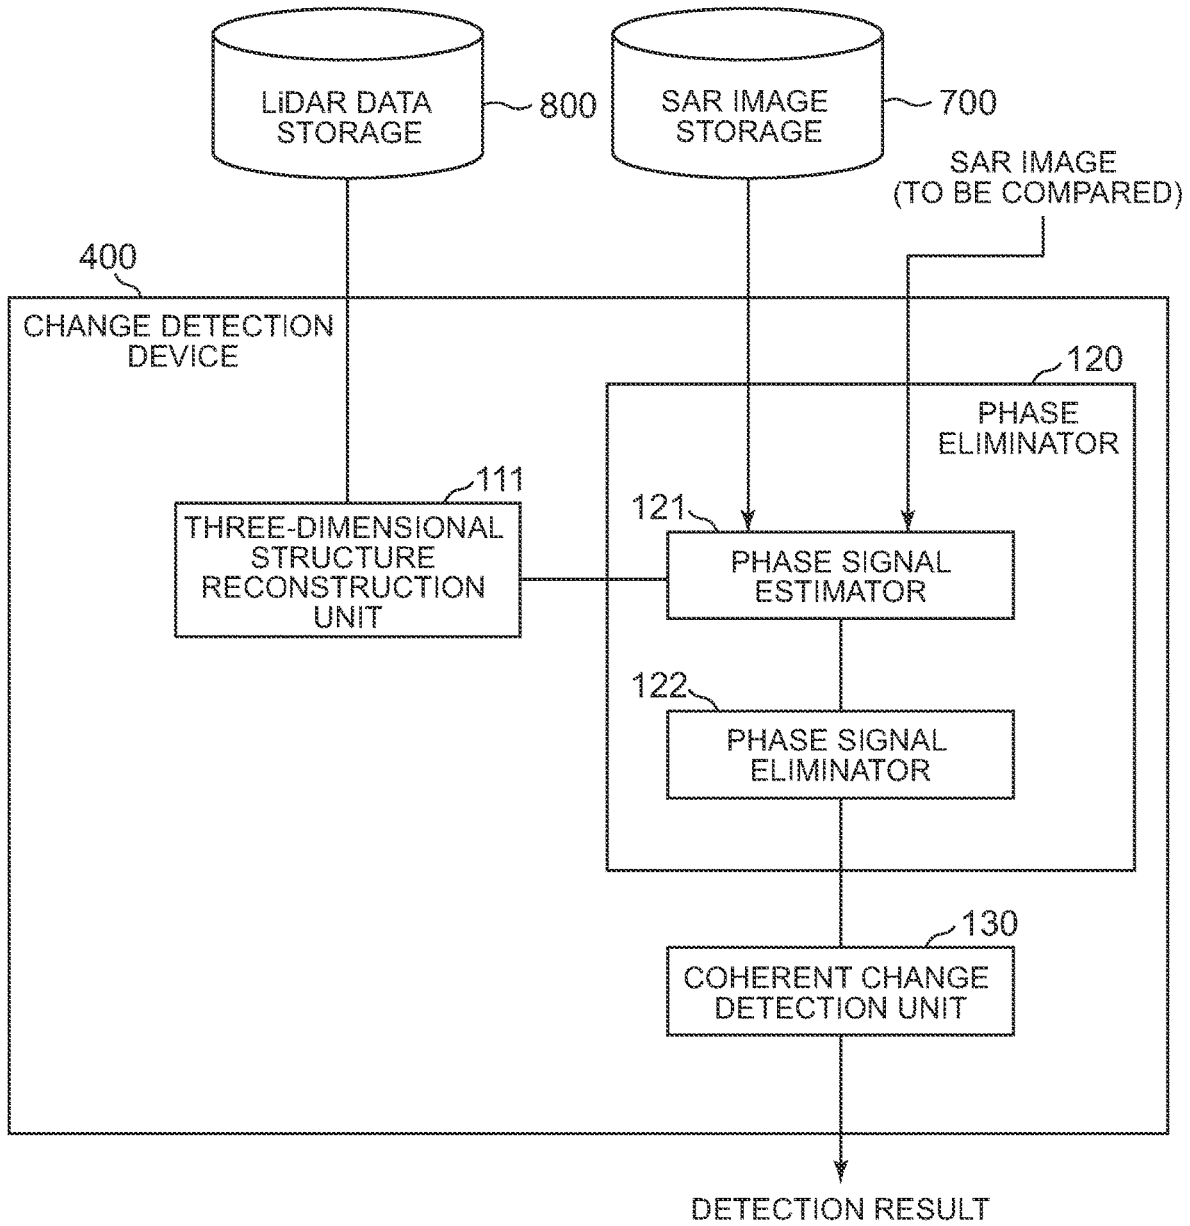 LiDAR DATA
STORAGE
800
SAR IMAGE
STORAGE
700
SAR IMAGE
(TO BE COMPARED)
400
CHANGE DETECTION
DEVICE
120
PHASE
ELIMINATOR
111
THREE-DIMENSIONAL
STRUCTURE
RECONSTRUCTION
UNIT
121
PHASE SIGNAL
ESTIMATOR
122
PHASE SIGNAL
ELIMINATOR
130
COHERENT CHANGE
DETECTION UNIT
DETECTION RESULT